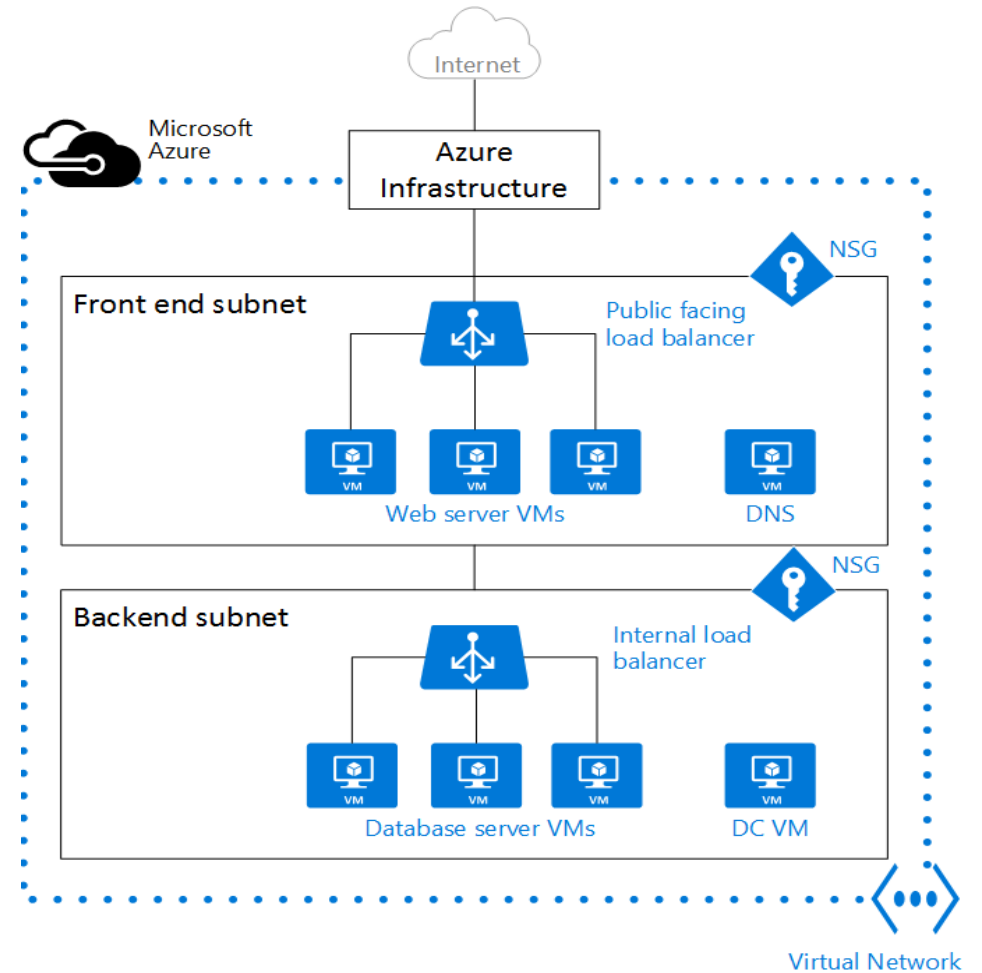 Internet
Microsoft
Azure
Azure
Infrastructure
NSG
Front end subnet
Public facing
load balancer
VM
VM
VM
VM
Web server VMs
DNS
NSG
Backend subnet
Internal load
balancer
VM
VM
VM
VM
Database server VMs
DC VM
Virtual Network